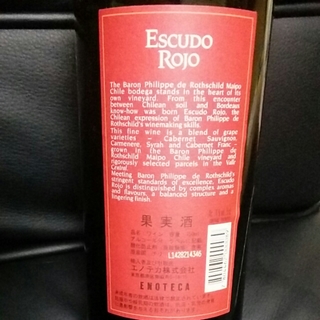 ESCUDO
ROJO
The Baron Philippe de Rothschild Maipo
Chile bodega stands in the heart of its
own vineyard. From this encounter
between Chilean soil and Bordeaux
know-how was born Escudo Rojo, the
Chilean expression of Baron Philippe de
Rothschild's winemaking skills.
This fine wine is a blend of grape
varieties - Cabernet Sauvignon,
Carmenere, Syrah and Cabernet Franc -
grown in the Baron Philippe de
Rothschild Maipo Chile vineyard and
rigorously selected parcels in the Valle
Central.
Meeting Baron Philippe de Rothschild's
stringent standards of excellence, Escudo
Rojo is distinguished by complex aromas
and flavours, a balanced structure and a
lingering finish.
果実酒
L1428214346
エノテカ株式会社
ENOTECA